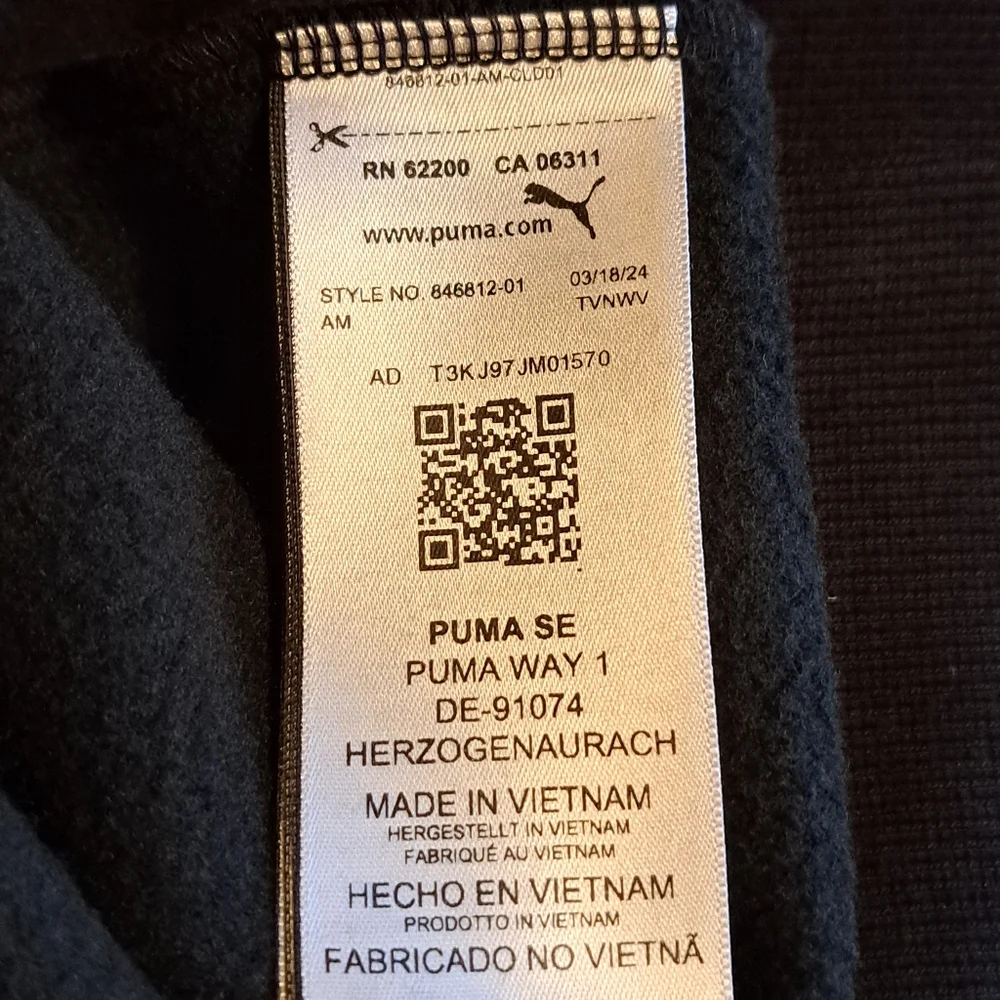 846812-01-AM-CLD01
RN 62200 CA 06311
www.puma.com
STYLE NO. 846812-01 03/18/24
AM TVNWV
AD T3KJ97JM01570
PUMA SE
PUMA WAY 1
DE-91074
HERZOGENAURACH
MADE IN VIETNAM
HERGESTELLT IN VIETNAM
FABRIQUÉ AU VIETNAM
HECHO EN VIETNAM
PRODOTTO IN VIETNAM
FABRICADO NO VIETNÃ